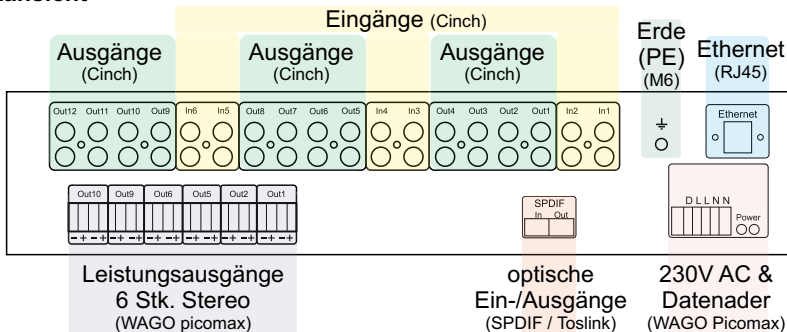 Eingänge (Cinch)
Ausgänge
(Cinch)
Ausgänge
(Cinch)
Ausgänge
(Cinch)
Erde
(PE)
(M6)
Ethernet
(RJ45)
Out12 Out11 Out10 Out9 In6 In5 Out8 Out7 Out6 Out5 In4 In3 Out4 Out3 Out2 Out1 In2 In1
Ethernet
Out10 Out9 Out6 Out5 Out2 Out1
- + - + - + - + - + - + - + - + - + - + - + - +
SPDIF
In Out
D L L N N
Power
Leistungsausgänge
6 Stk. Stereo
(WAGO picomax)
optische
Ein-/Ausgänge
(SPDIF / Toslink)
230V AC &
Datenader
(WAGO Picomax)